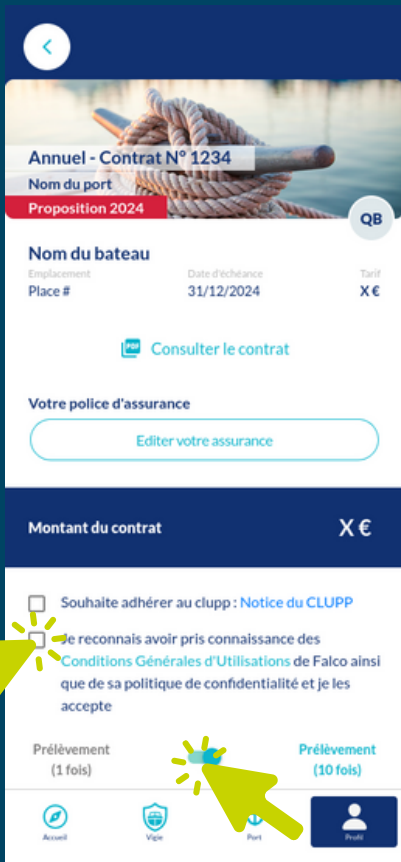 Annuel - Contrat N° 1234
Nom du port
Proposition 2024
QB
Nom du bateau
Emplacement Date d'échéance Tarif
Place # 31/12/2024 X €
PDF Consulter le contrat
Votre police d'assurance
Editer votre assurance
Montant du contrat X €
Souhaite adhérer au clupp : Notice du CLUPP
Je reconnais avoir pris connaissance des
Conditions Générales d'Utilisations de Falco ainsi
que de sa politique de confidentialité et je les
accepte
Prélèvement Prélèvement
(1 fois) (10 fois)
Accueil Vigie Port Profil